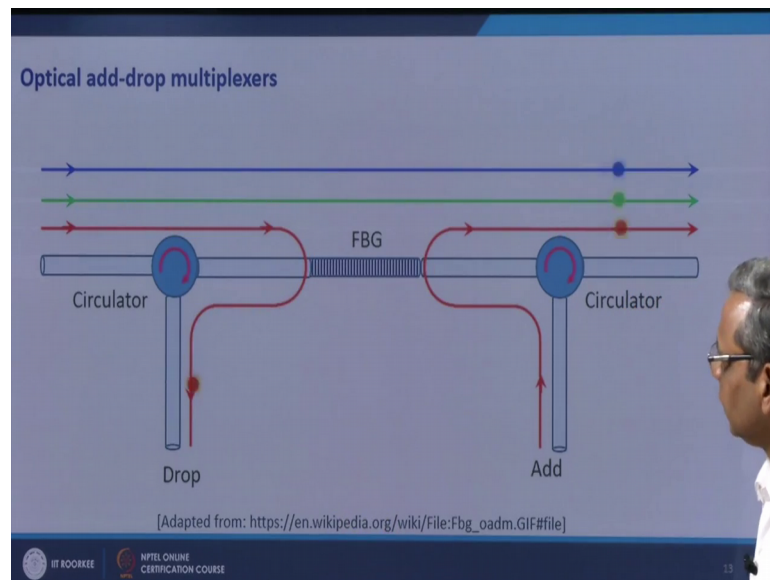 Optical add-drop multiplexers
FBG
Circulator
Circulator
Drop
Add
[Adapted from: https://en.wikipedia.org/wiki/File:Fbg_oadm.GIF#file]
IIT ROORKEE
NPTEL ONLINE
CERTIFICATION COURSE
13